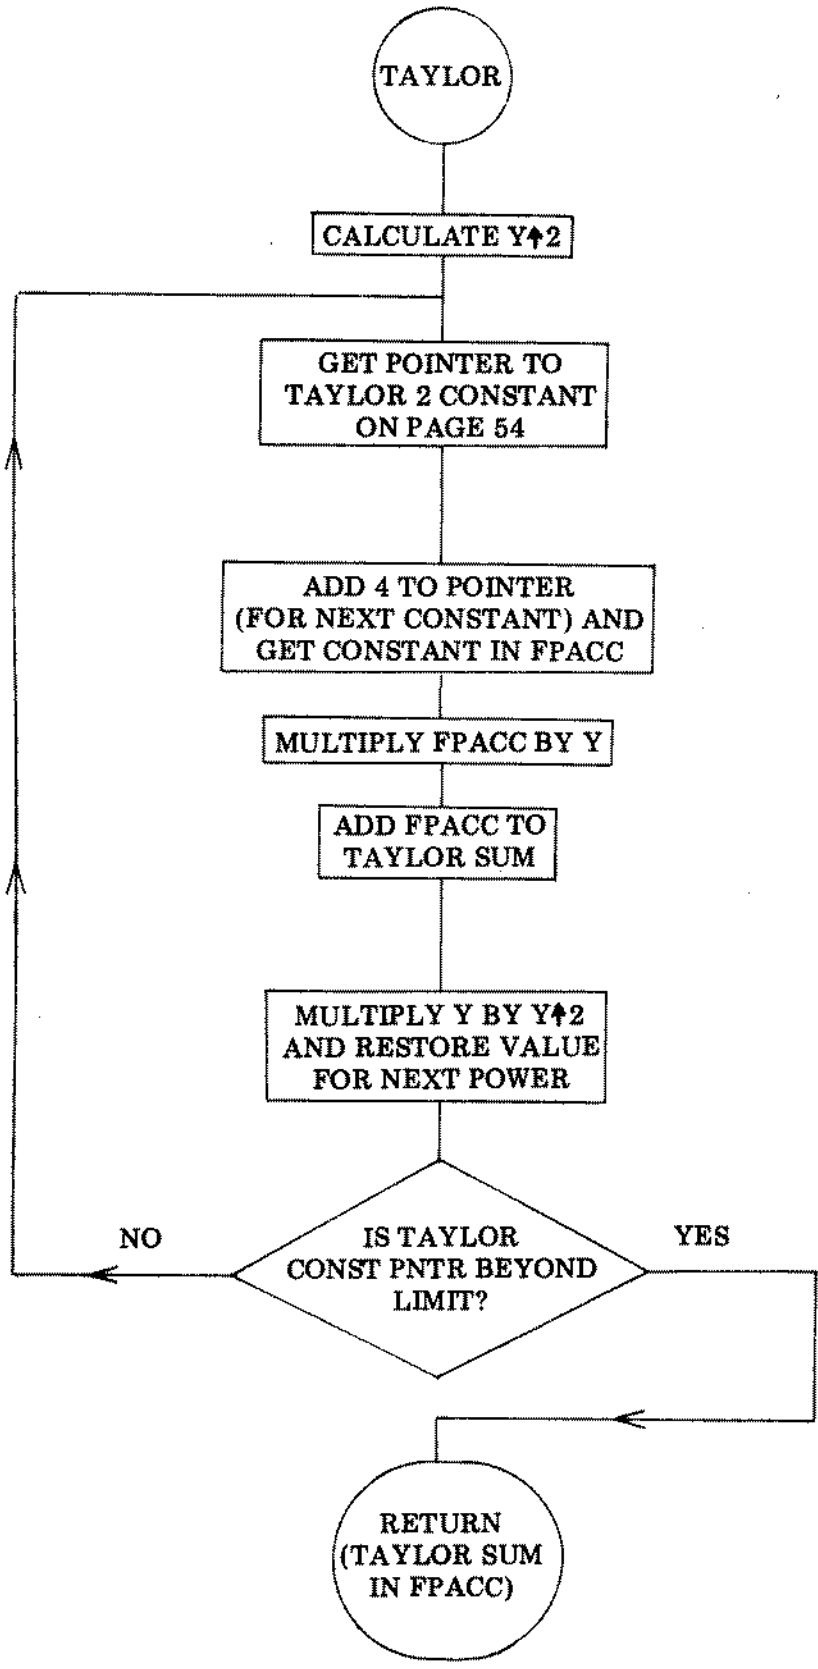 TAYLOR
CALCULATE Y↑2
GET POINTER TO
TAYLOR 2 CONSTANT
ON PAGE 54
ADD 4 TO POINTER
(FOR NEXT CONSTANT) AND
GET CONSTANT IN FPACC
MULTIPLY FPACC BY Y
ADD FPACC TO
TAYLOR SUM
MULTIPLY Y BY Y↑2
AND RESTORE VALUE
FOR NEXT POWER
NO
IS TAYLOR
CONST PNTR BEYOND
LIMIT?
YES
RETURN
(TAYLOR SUM
IN FPACC)